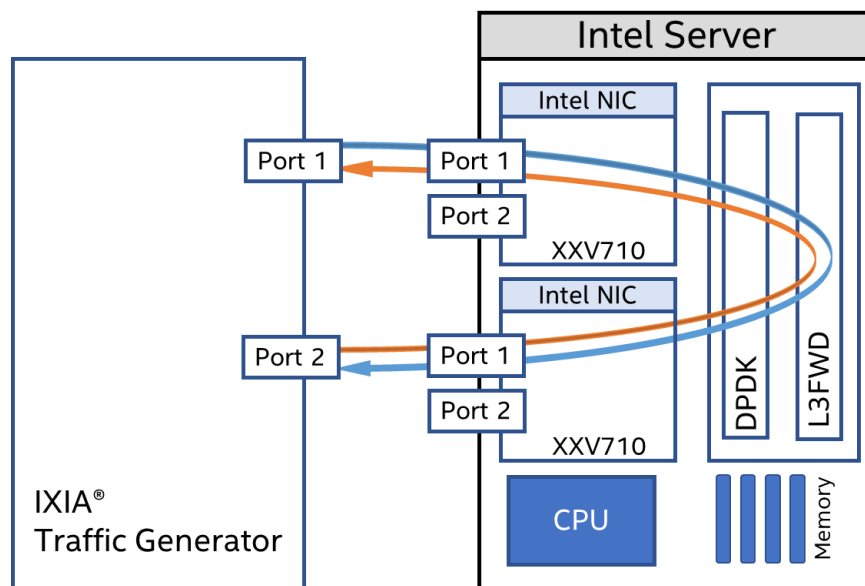 Intel Server
Intel NIC
Port 1
Port 1
Port 2
XXV710
Intel NIC
Port 2
Port 1
Port 2
XXV710
DPDK
L3FWD
IXIA®
Traffic Generator
CPU
Memory